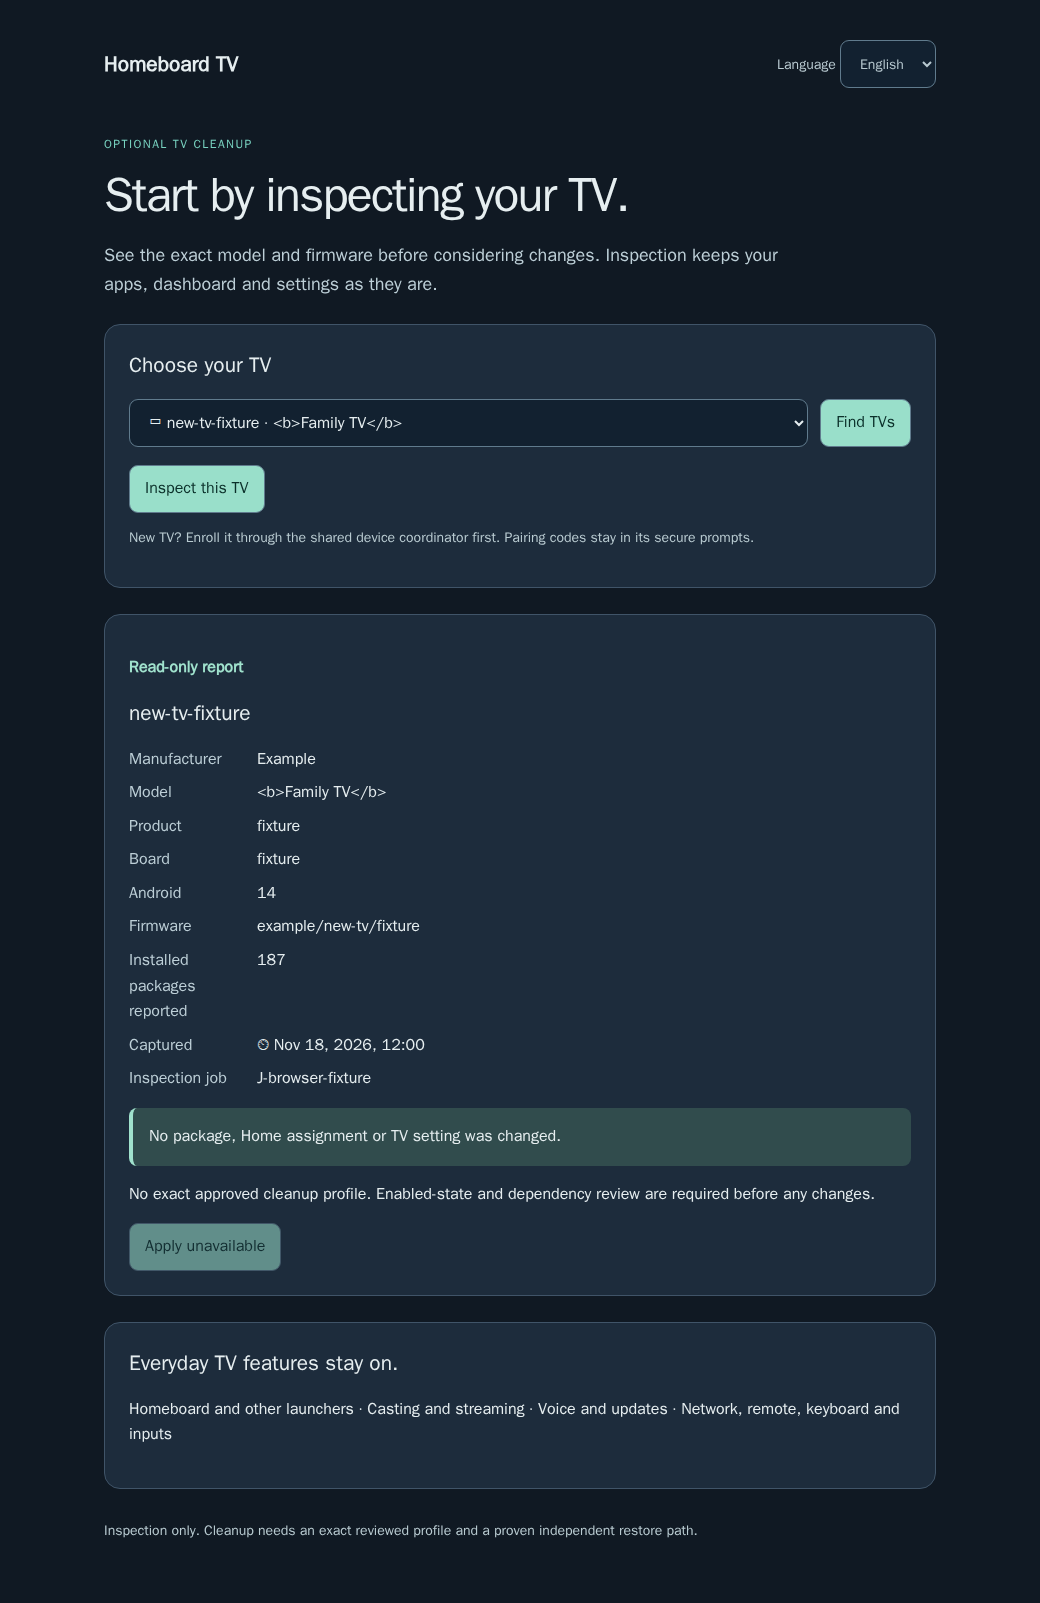 Homeboard TV
Language
English
OPTIONAL TV CLEANUP
Start by inspecting your TV.
See the exact model and firmware before considering changes. Inspection keeps your
apps, dashboard and settings as they are.
Choose your TV
new-tv-fixture · <b>Family TV</b>
Find TVs
Inspect this TV
New TV? Enroll it through the shared device coordinator first. Pairing codes stay in its secure prompts.
Read-only report
new-tv-fixture
Manufacturer Example
Model <b>Family TV</b>
Product fixture
Board fixture
Android 14
Firmware example/new-tv/fixture
Installed 187
packages
reported
Captured Nov 18, 2026, 12:00
Inspection job J-browser-fixture
No package, Home assignment or TV setting was changed.
No exact approved cleanup profile. Enabled-state and dependency review are required before any changes.
Apply unavailable
Everyday TV features stay on.
Homeboard and other launchers · Casting and streaming · Voice and updates · Network, remote, keyboard and
inputs
Inspection only. Cleanup needs an exact reviewed profile and a proven independent restore path.